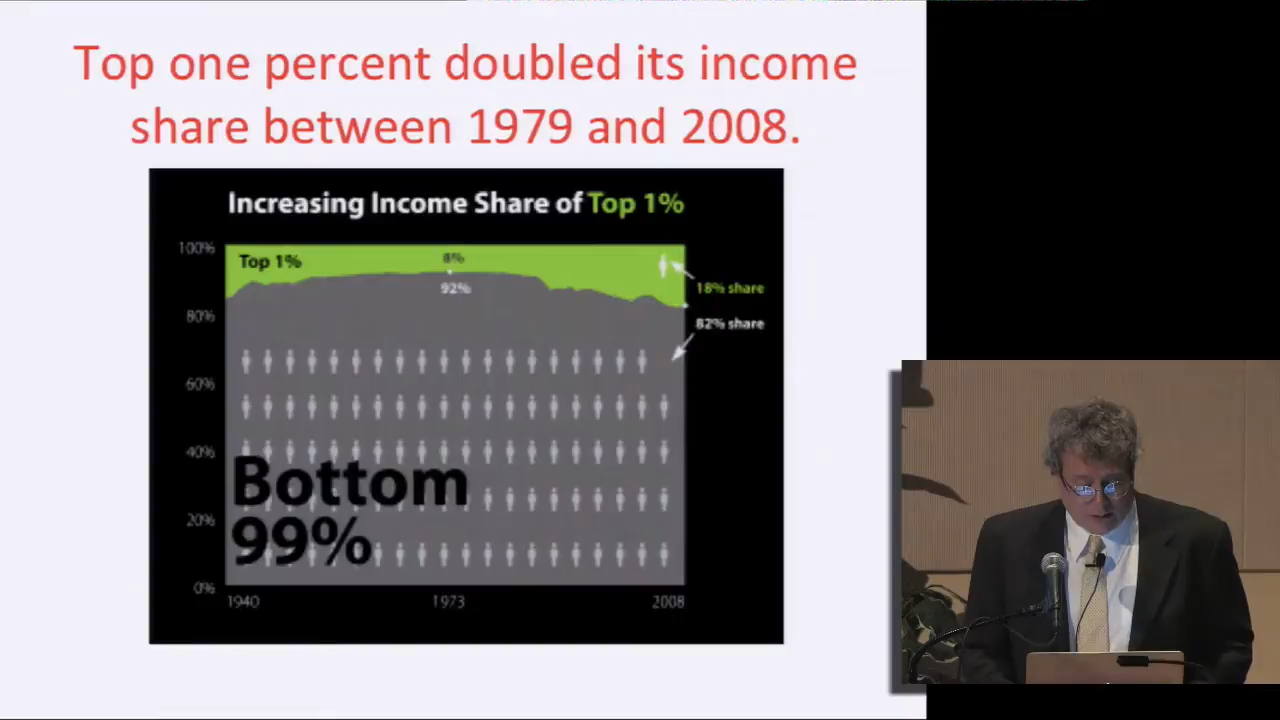 Top one percent doubled its income
share between 1979 and 2008.
Increasing Income Share of Top 1%
100%
Top 1%
8%
92%
18% share
80%
82% share
60%
40%
Bottom
20%
99%
0%
1940
1973
2008